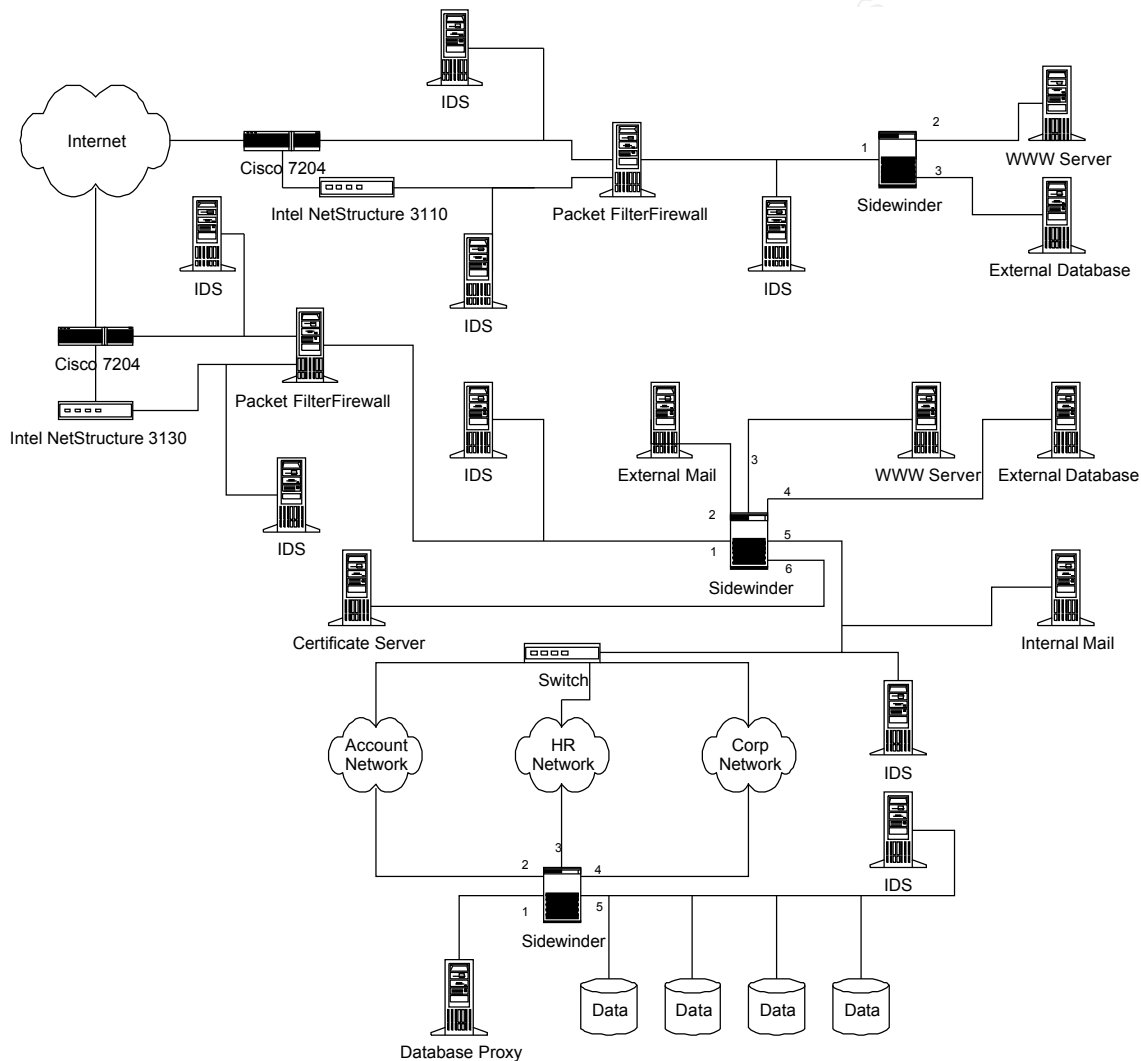 IDS
Internet
Cisco 7204
Intel NetStructure 3110
Packet FilterFirewall
1
2
3
Sidewinder
WWW Server
External Database
IDS
IDS
IDS
Cisco 7204
Intel NetStructure 3130
Packet FilterFirewall
IDS
IDS
External Mail
WWW Server
External Database
3
4
2
5
1
6
Sidewinder
Certificate Server
Internal Mail
Switch
IDS
Account
Network
HR
Network
Corp
Network
IDS
3
2
4
1
5
Sidewinder
Data
Data
Data
Data
Database Proxy